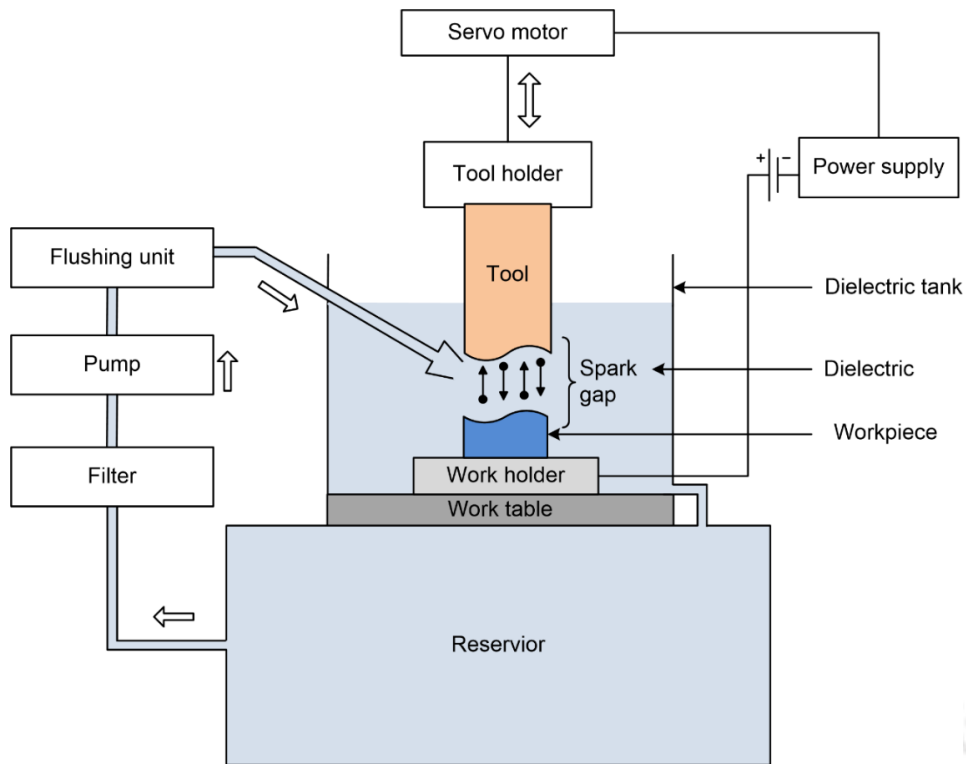 Servo motor
Tool holder
+ −
Power supply
Flushing unit
Tool
Dielectric tank
Pump
Spark
gap
Dielectric
Workpiece
Filter
Work holder
Work table
Reservior